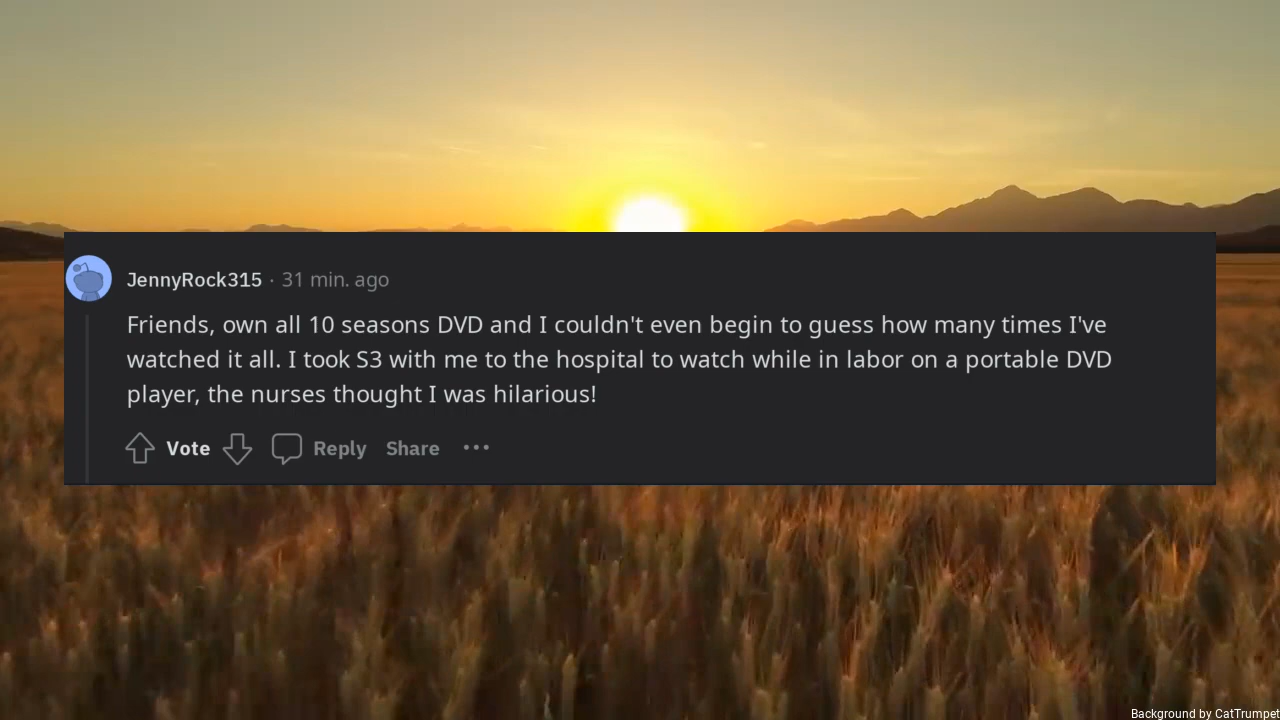 JennyRock315 · 31 min. ago
Friends, own all 10 seasons DVD and I couldn't even begin to guess how many times I've
watched it all. I took S3 with me to the hospital to watch while in labor on a portable DVD
player, the nurses thought I was hilarious!
Vote Reply Share ···
Background by CatTrumpet